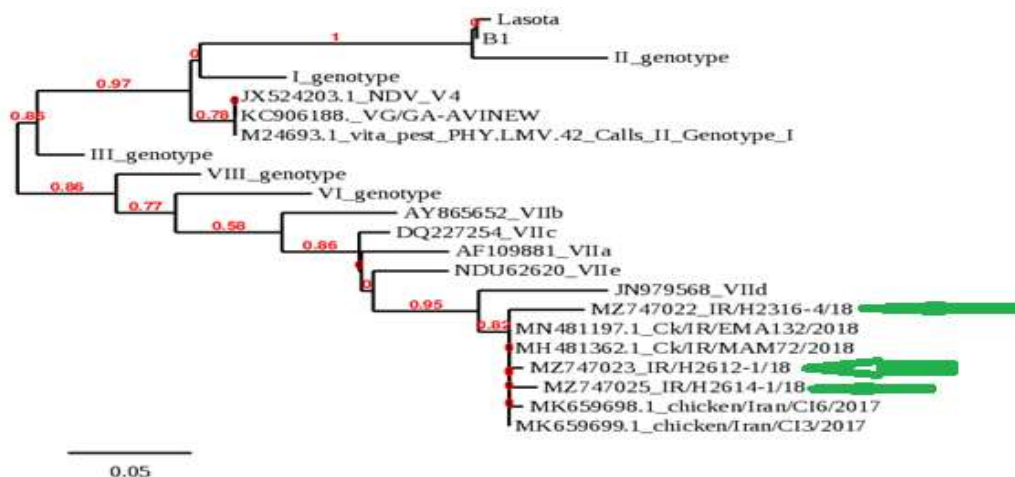 0 Lasota
B1
1
0
II_genotype
I_genotype
0.97
JX524203.1_NDV_V4
KC906188._VG/GA-AVINEW
0.78
M24693.1_vita_pest_PHY.LMV.42_Calls_II_Genotype_I
0.86
III_genotype
VIII_genotype
0.86
VI_genotype
0.77
AY865652_VIIb
0.58
DQ227254_VIIc
0.86
AF109881_VIIa
NDU62620_VIIe
0
JN979568_VIId
0.95
MZ747022_IR/H2316-4/18
0.82
MN481197.1_Ck/IR/EMA132/2018
MH481362.1_Ck/IR/MAM72/2018
MZ747023_IR/H2612-1/18
MZ747025_IR/H2614-1/18
MK659698.1_chicken/Iran/CI6/2017
MK659699.1_chicken/Iran/CI3/2017
0.05